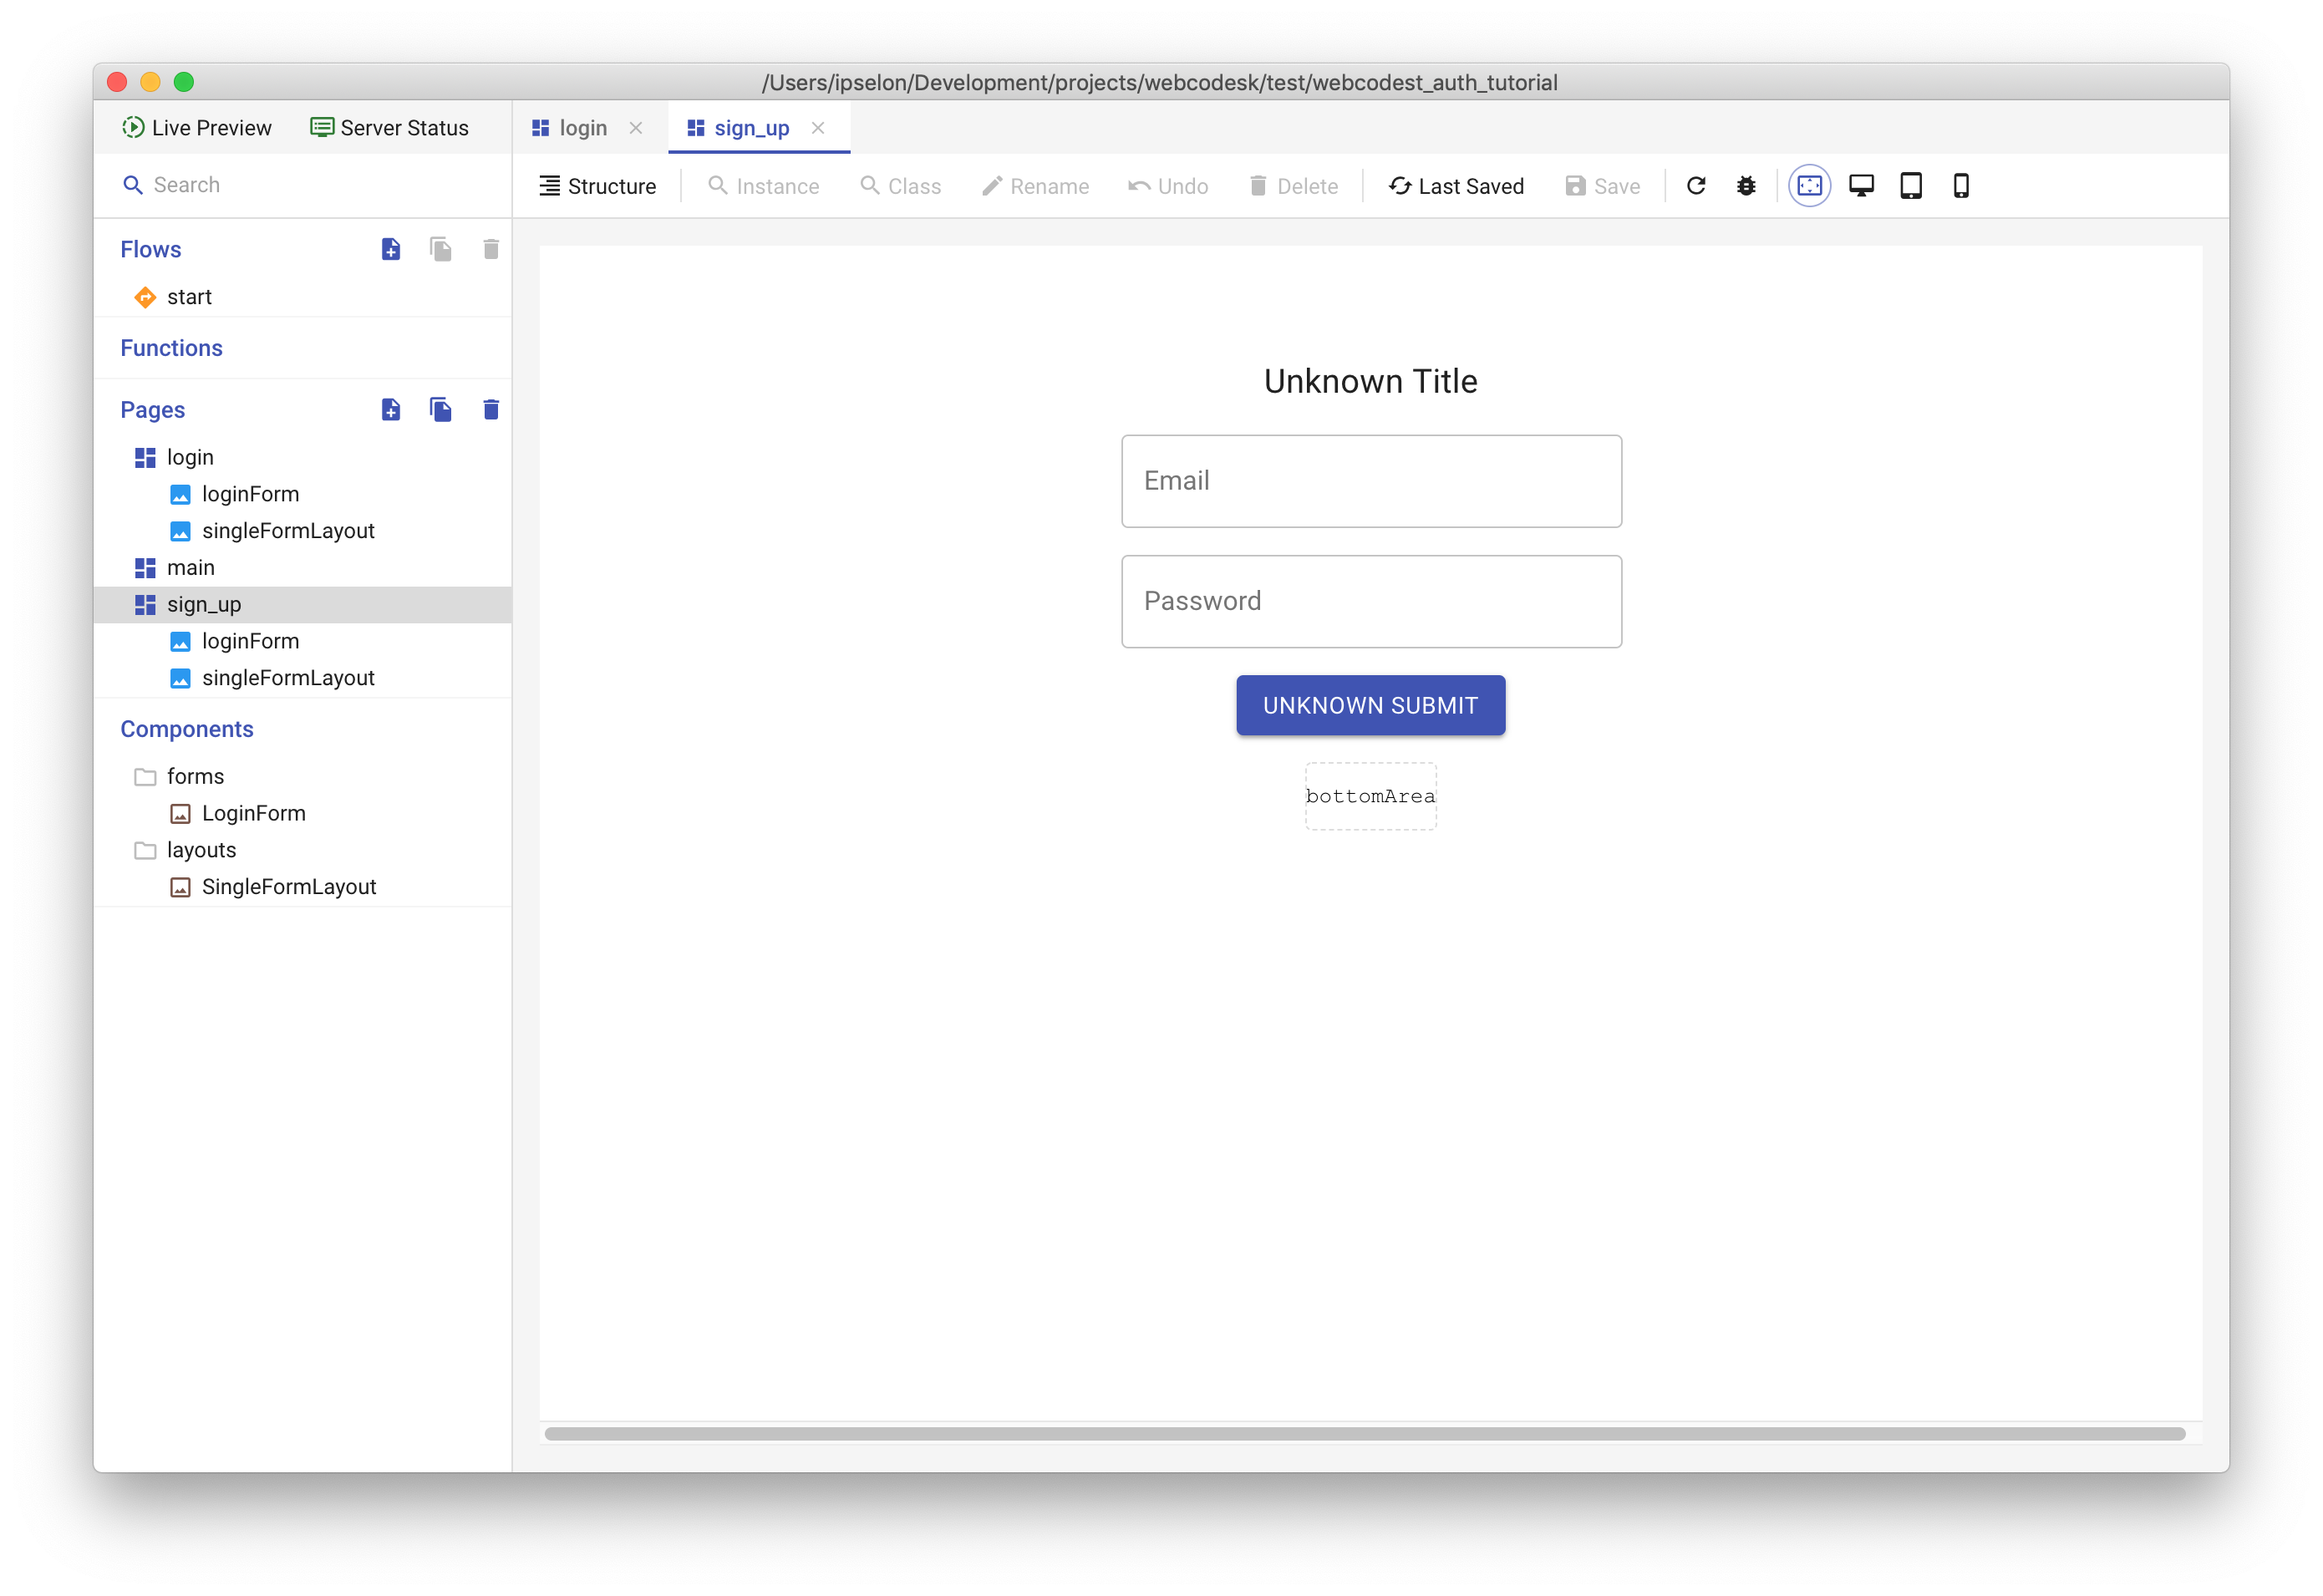 /Users/ipselon/Development/projects/webcodesk/test/webcodest_auth_tutorial
Live Preview Server Status login sign_up
Search
Structure Instance Class Rename Undo Delete Last Saved Save
Flows
start
Functions
Pages
login
loginForm
singleFormLayout
main
sign_up
loginForm
singleFormLayout
Components
forms
LoginForm
layouts
SingleFormLayout
Unknown Title
Email
Password
UNKNOWN SUBMIT
bottomArea